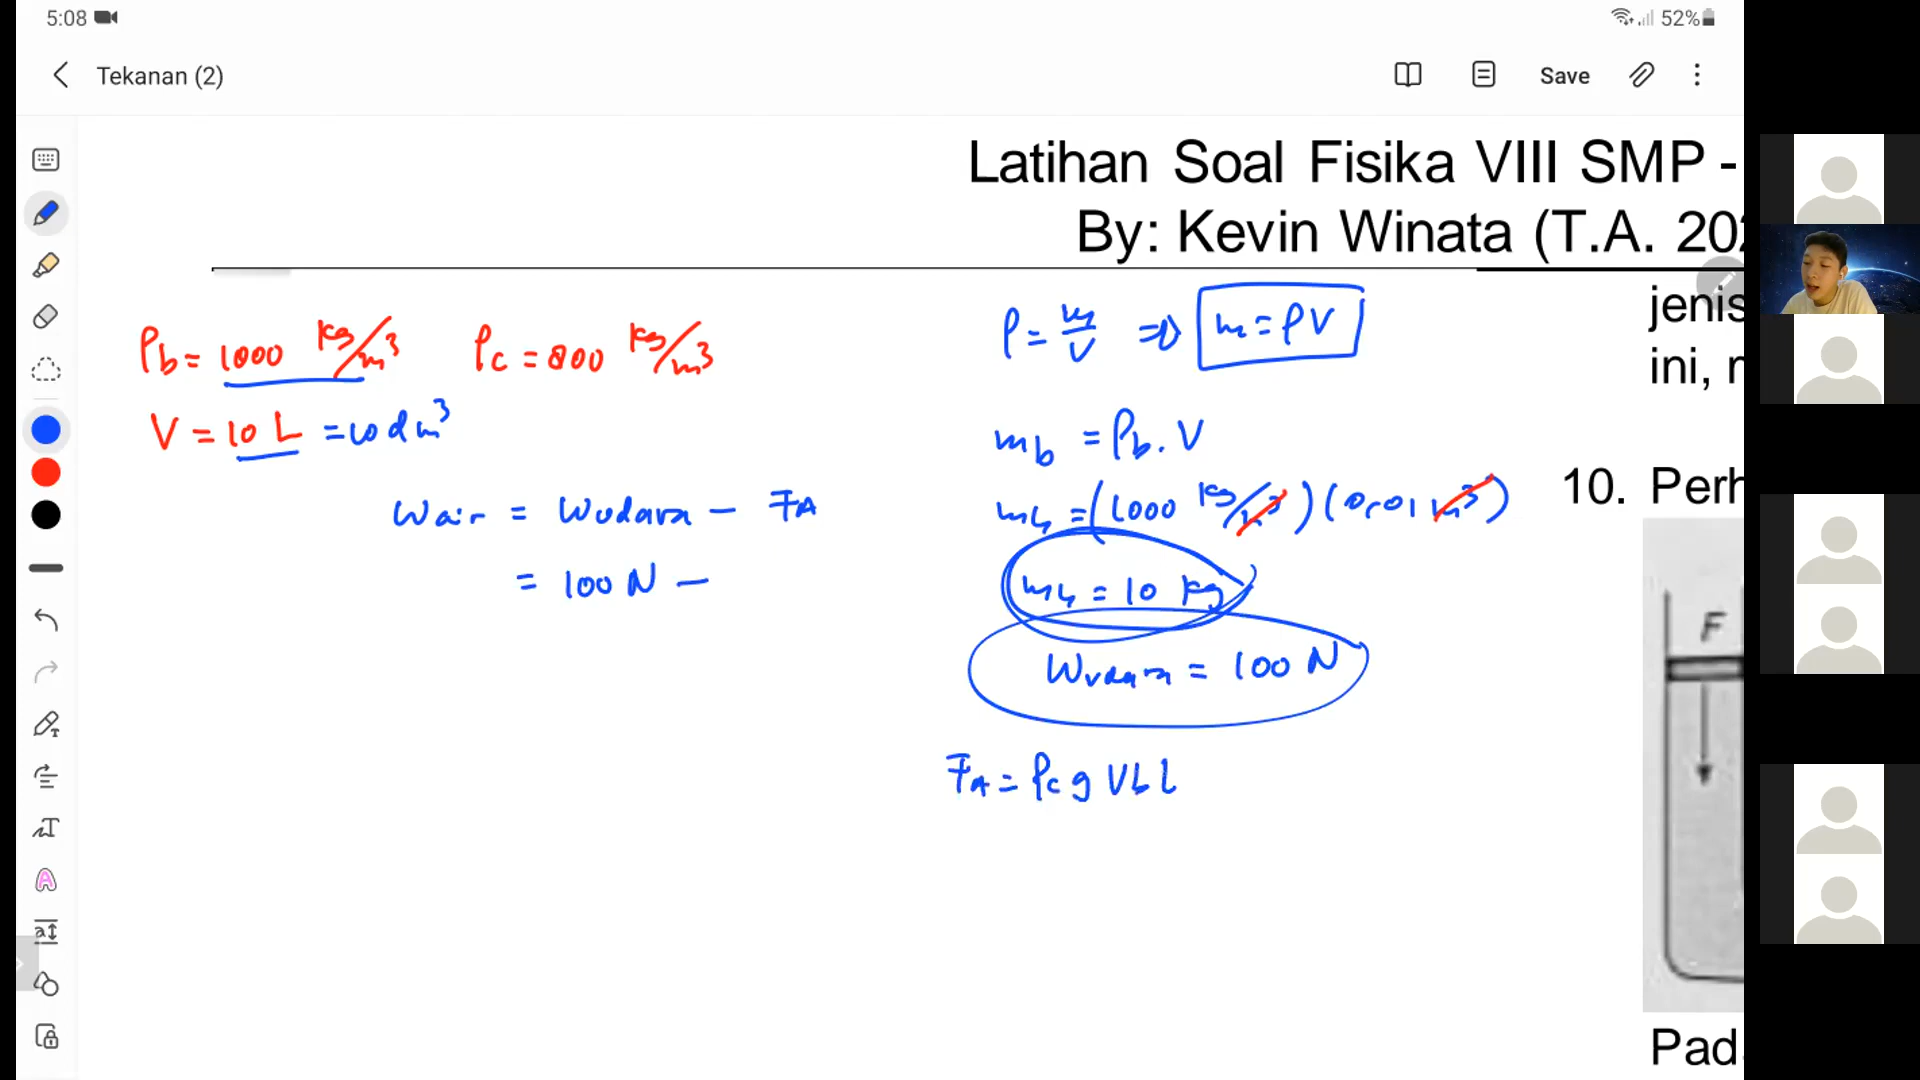 5:08
52%
Tekanan (2)
Save
Latihan Soal Fisika VIII SMP -
By: Kevin Winata (T.A. 202
ρb = 1000 kg/m³
ρc = 800 kg/m³
V = 10 L = 10 dm³
ρ = m/V => m = ρV
jenis
ini, m
mb = ρb. V
Wair = Wudara - FA
mb = (1000 kg/m³) (0,01 m³)
10. Perh
= 100 N -
mb = 10 kg
F
Wudara = 100 N
FA = ρc g Vbl
Pad